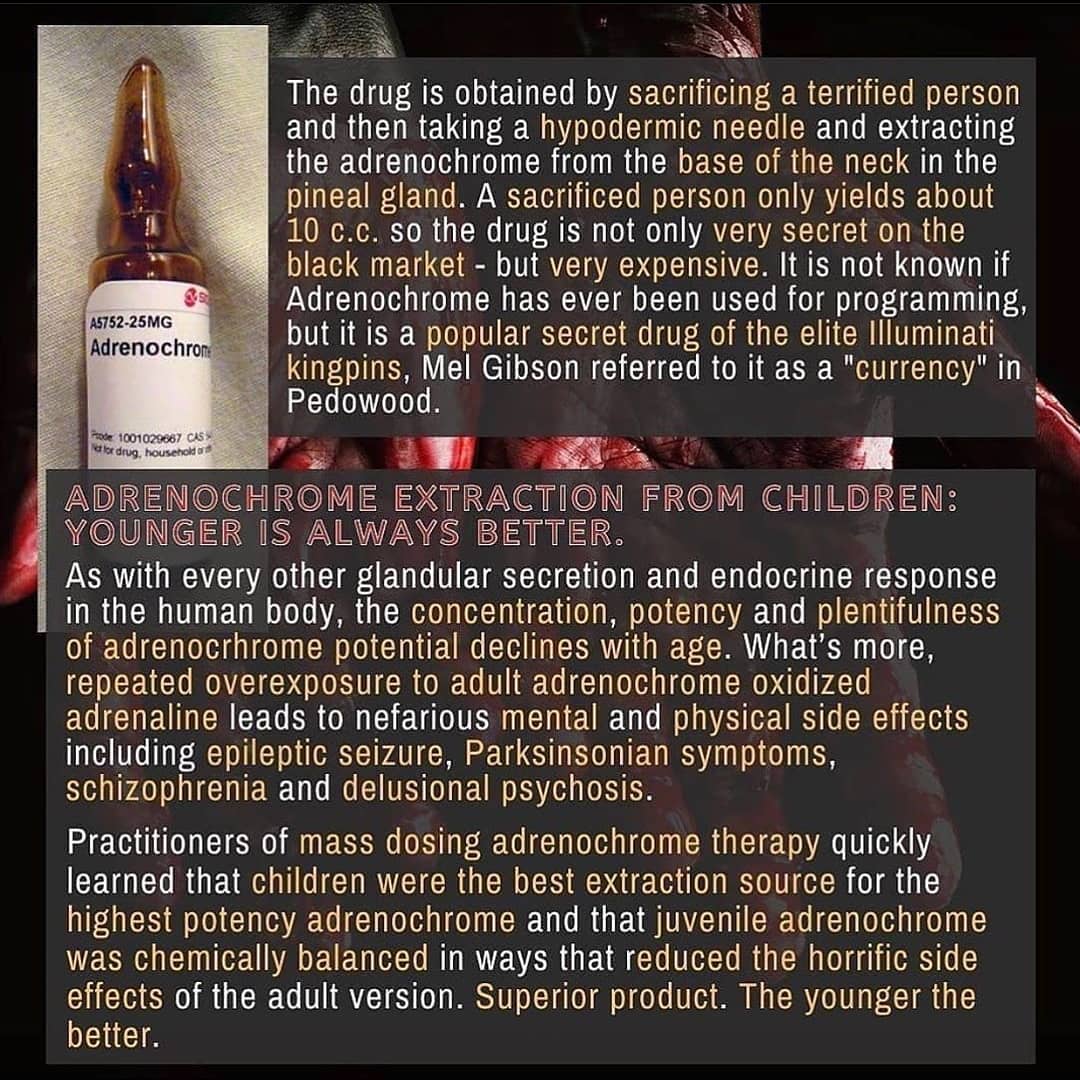 The drug is obtained by sacrificing a terrified person
and then taking a hypodermic needle and extracting
the adrenochrome from the base of the neck in the
pineal gland. A sacrificed person only yields about
10 c.c. so the drug is not only very secret on the
black market - but very expensive. It is not known if
Adrenochrome has ever been used for programming,
but it is a popular secret drug of the elite Illuminati
kingpins, Mel Gibson referred to it as a "currency" in
Pedowood.
A5752-25MG
Adrenochrom
1001029667 CAS
Not for drug, household or
ADRENOCHROME EXTRACTION FROM CHILDREN:
YOUNGER IS ALWAYS BETTER.
As with every other glandular secretion and endocrine response
in the human body, the concentration, potency and plentifulness
of adrenocrhrome potential declines with age. What's more,
repeated overexposure to adult adrenochrome oxidized
adrenaline leads to nefarious mental and physical side effects
including epileptic seizure, Parksinsonian symptoms,
schizophrenia and delusional psychosis.
Practitioners of mass dosing adrenochrome therapy quickly
learned that children were the best extraction source for the
highest potency adrenochrome and that juvenile adrenochrome
was chemically balanced in ways that reduced the horrific side
effects of the adult version. Superior product. The younger the
better.